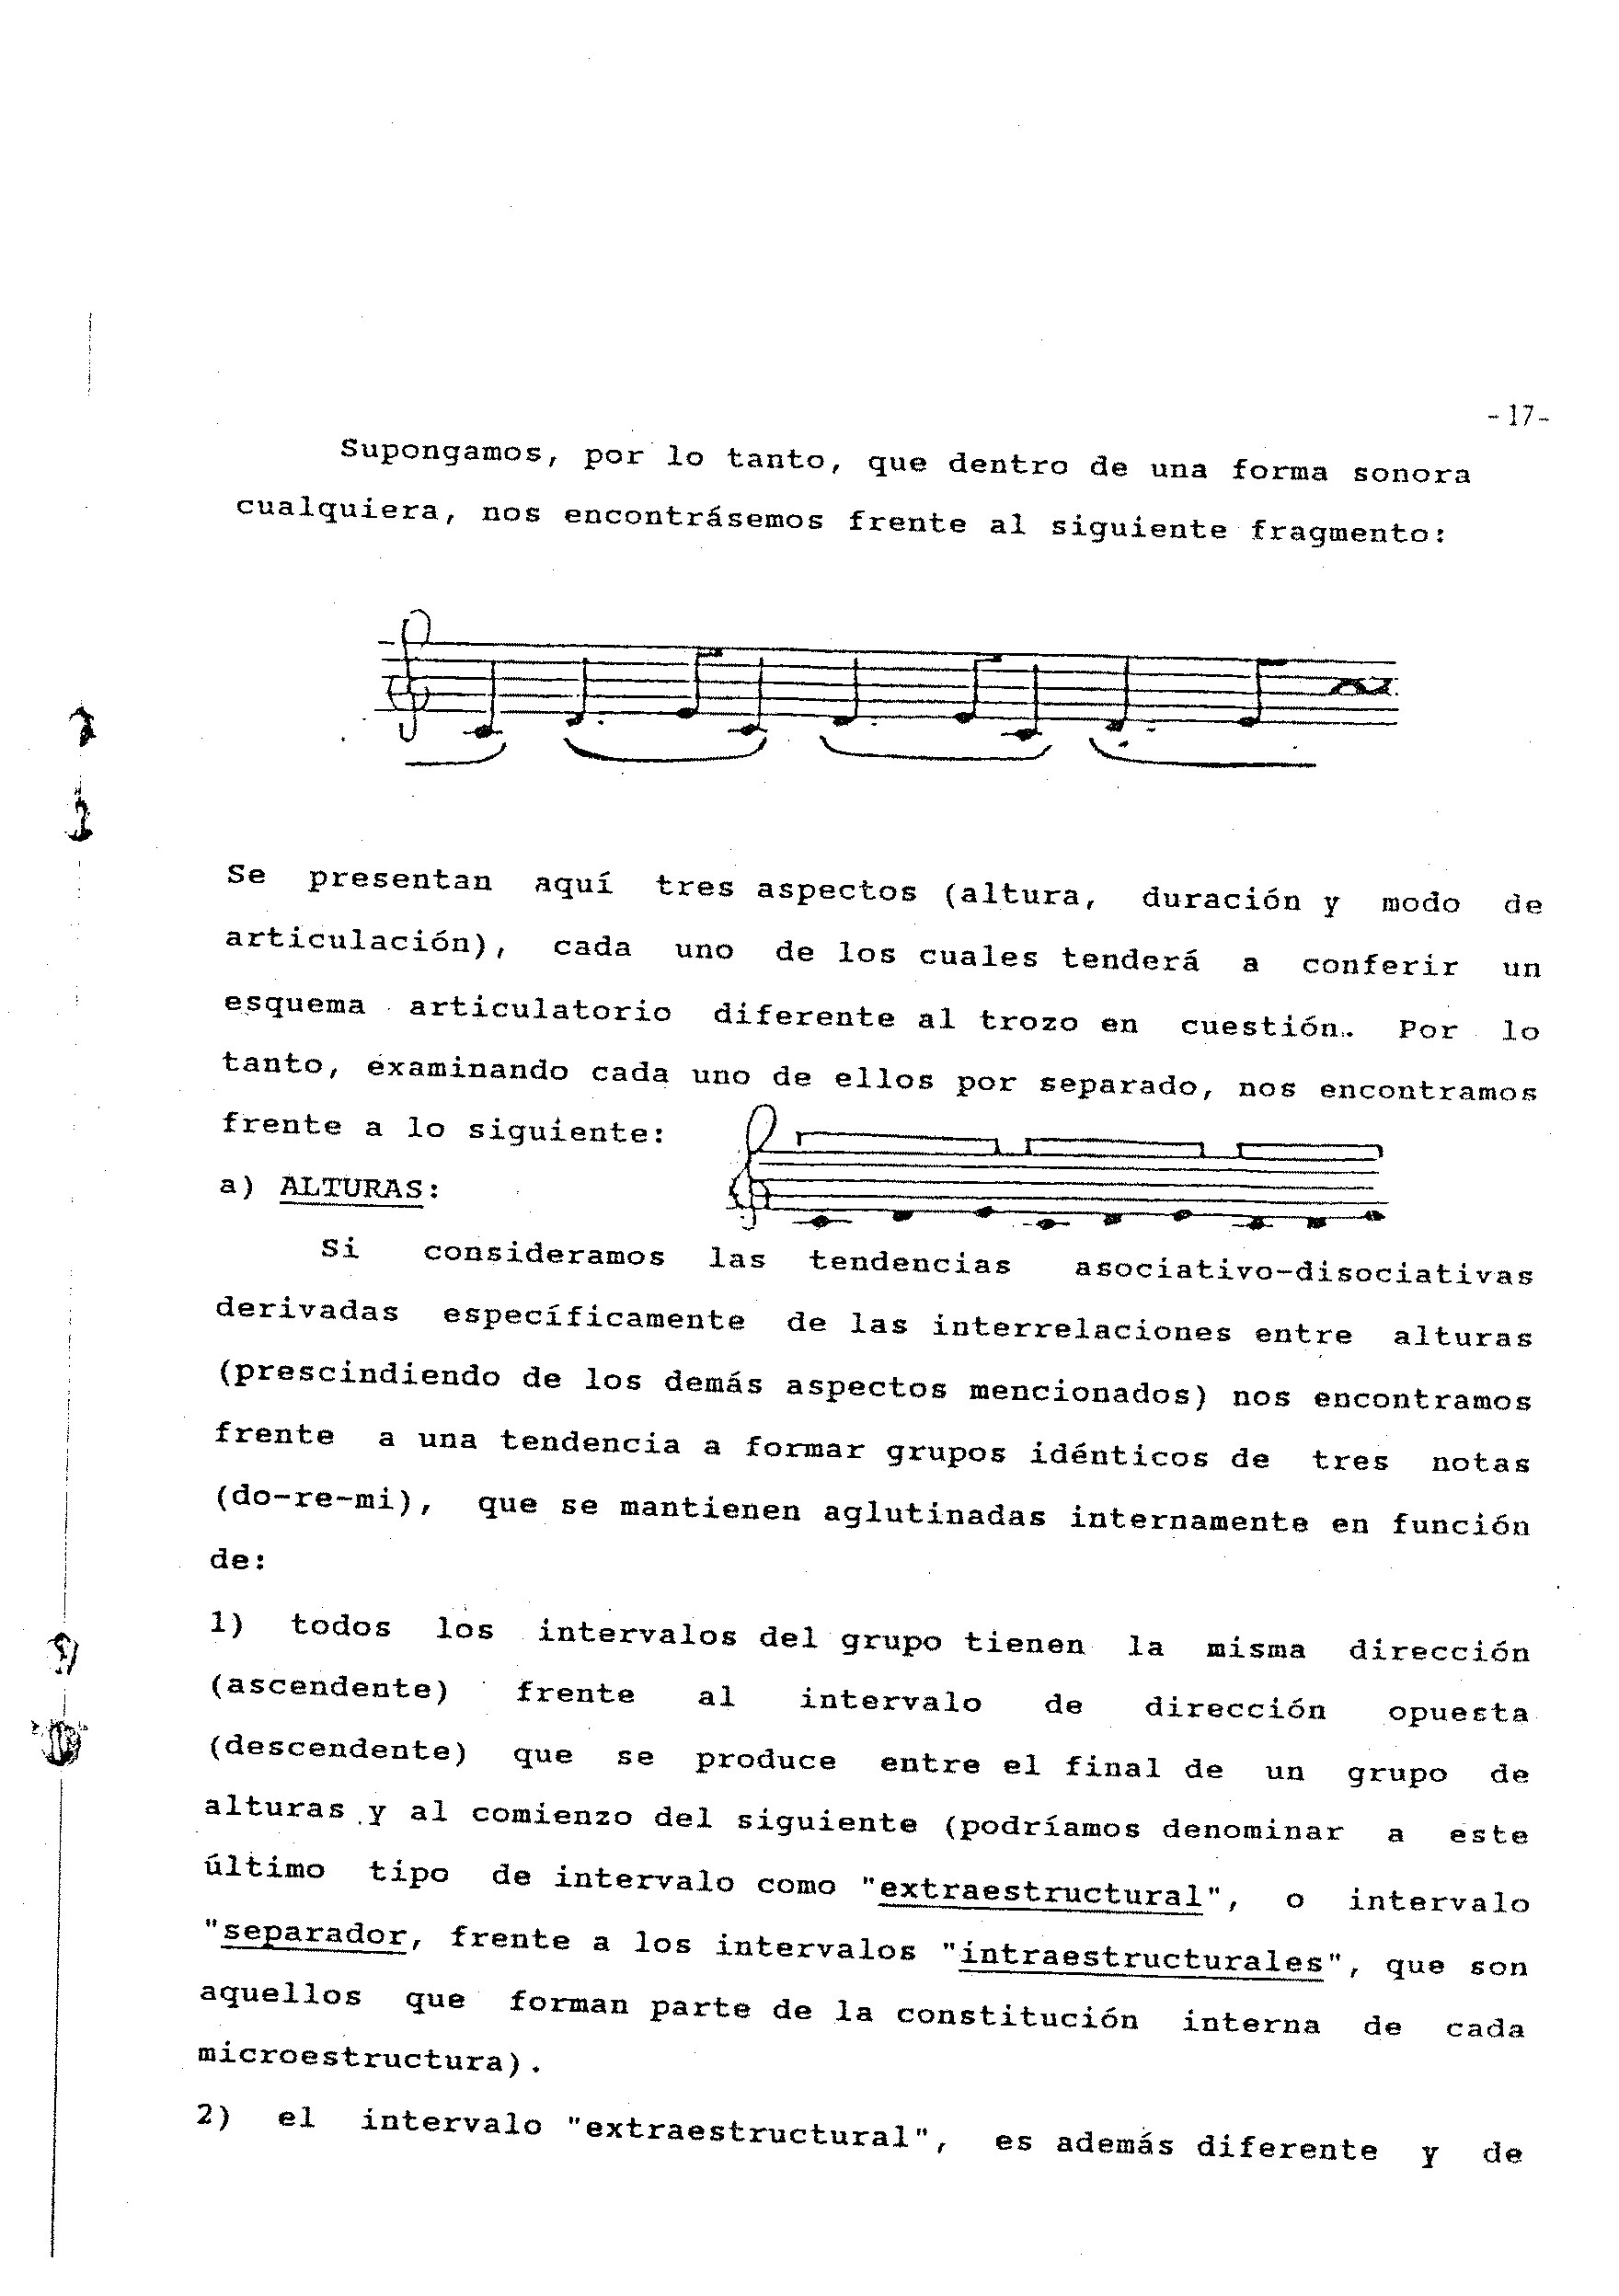 -17-
Supongamos, por lo tanto, que dentro de una forma sonora
cualquiera, nos encontrásemos frente al siguiente fragmento:
Se presentan aquí tres aspectos (altura, duración y modo de
articulación), cada uno de los cuales tenderá a conferir un
esquema articulatorio diferente al trozo en cuestión. Por lo
tanto, examinando cada uno de ellos por separado, nos encontramos
frente a lo siguiente:
a) ALTURAS:
Si consideramos las tendencias asociativo-disociativas
derivadas específicamente de las interrelaciones entre alturas
(prescindiendo de los demás aspectos mencionados) nos encontramos
frente a una tendencia a formar grupos idénticos de tres notas
(do-re-mi), que se mantienen aglutinadas internamente en función
de:
1) todos los intervalos del grupo tienen la misma dirección
(ascendente) frente al intervalo de dirección opuesta
(descendente) que se produce entre el final de un grupo de
alturas y al comienzo del siguiente (podríamos denominar a este
último tipo de intervalo como "extraestructural", o intervalo
"separador, frente a los intervalos "intraestructurales", que son
aquellos que forman parte de la constitución interna de cada
microestructura).
2) el intervalo "extraestructural", es además diferente y de